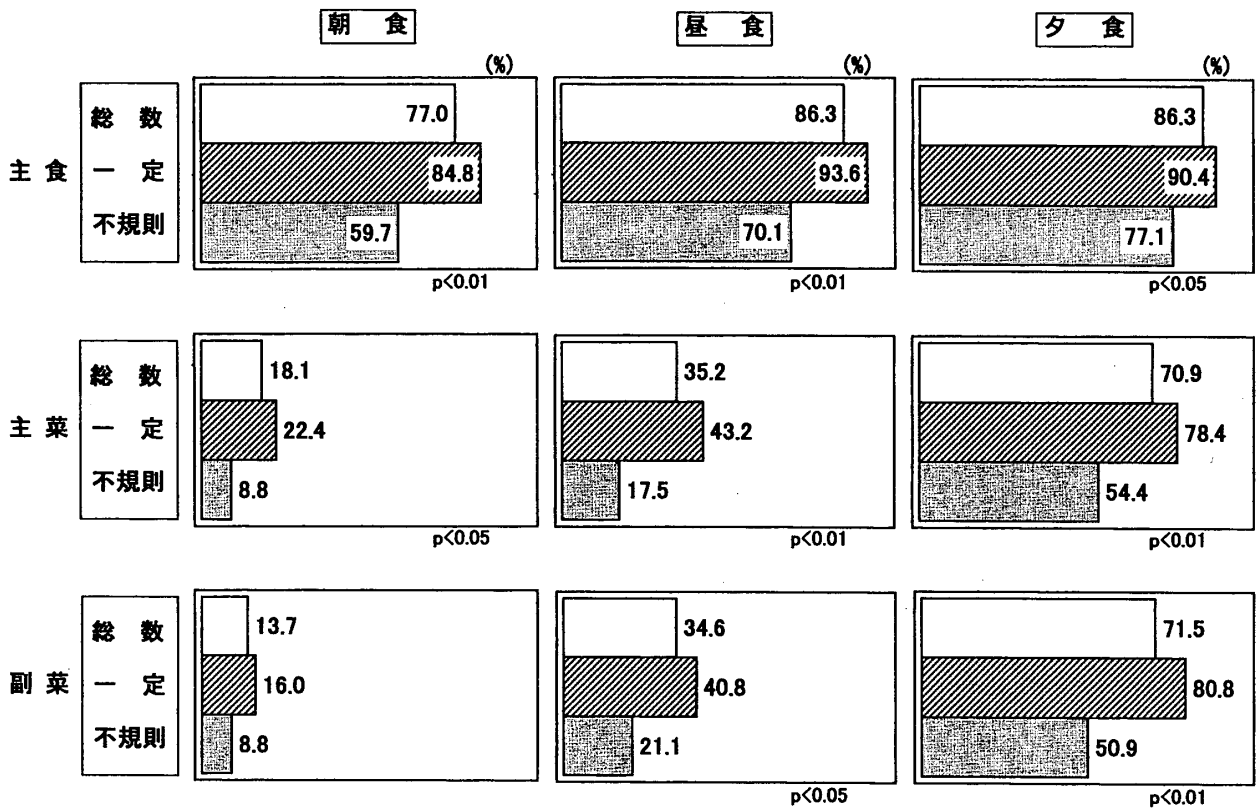 朝 食
昼 食
夕 食
(%)
(%)
(%)
主 食
総 数
一 定
不規則
77.0
84.8
59.7
p<0.01
86.3
93.6
70.1
p<0.01
86.3
90.4
77.1
p<0.05
主 菜
総 数
一 定
不規則
18.1
22.4
8.8
p<0.05
35.2
43.2
17.5
p<0.01
70.9
78.4
54.4
p<0.01
副 菜
総 数
一 定
不規則
13.7
16.0
8.8
34.6
40.8
21.1
p<0.05
71.5
80.8
50.9
p<0.01